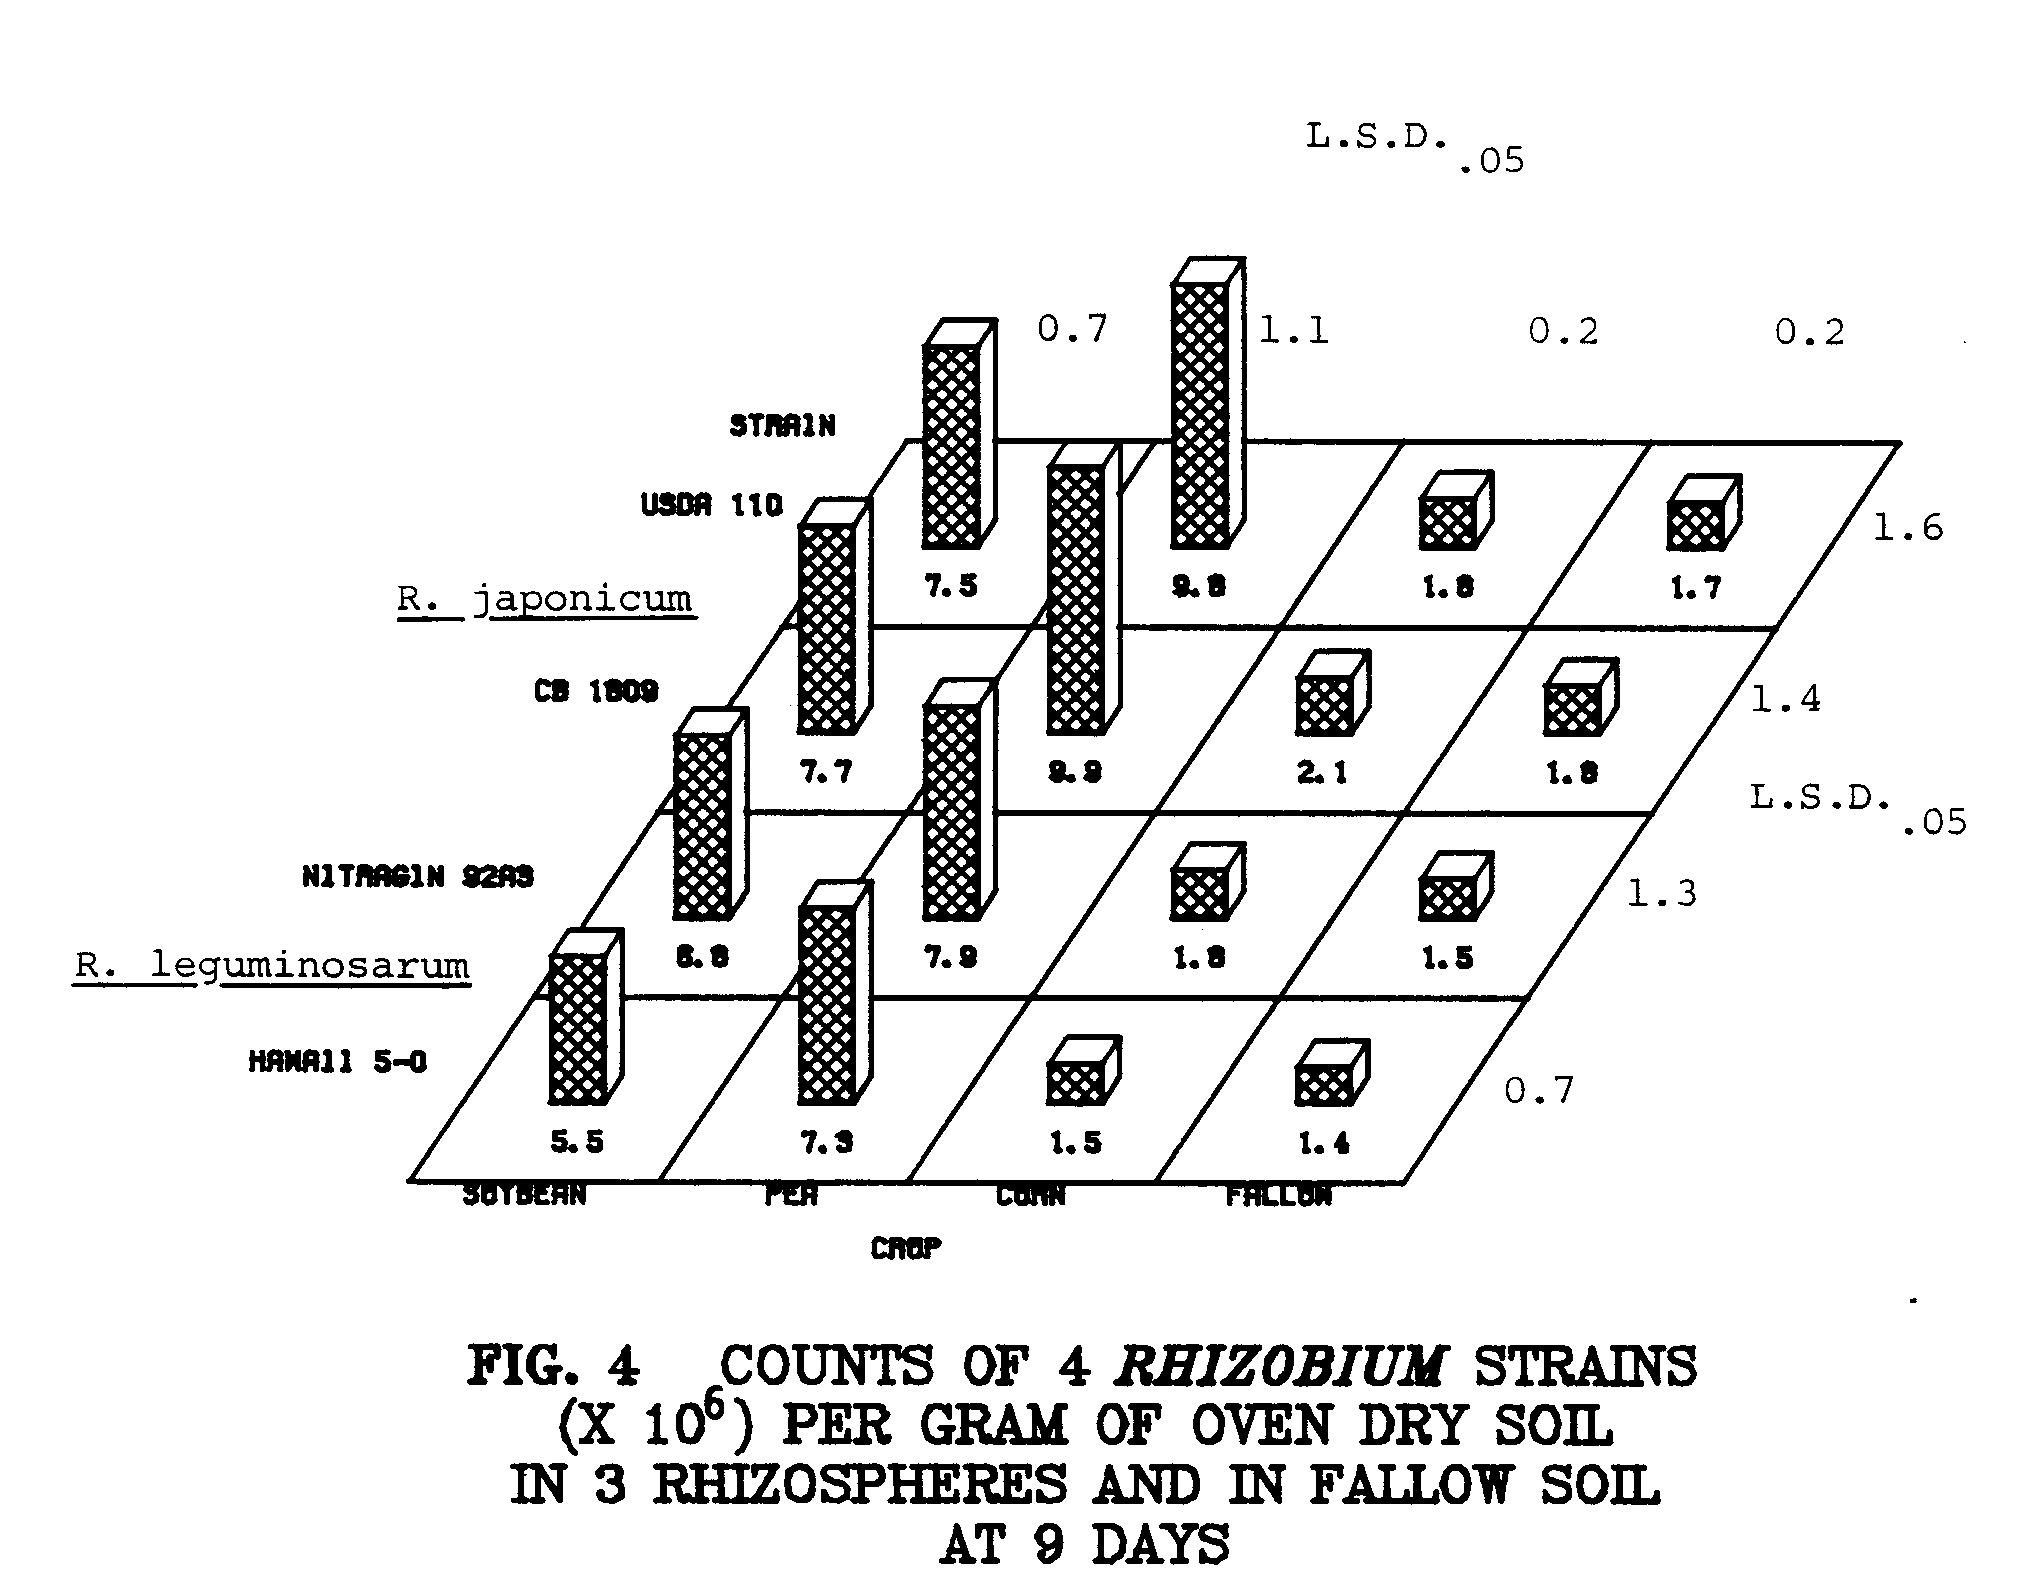 L.S.D. .05
0.7 1.1 0.2 0.2
STRAIN
USDA 110
1.6
7.5 9.8 1.8 1.7
R. japonicum
CB 1809
1.4
7.7 9.9 2.1 1.8
L.S.D. .05
NITRAGIN 92A3
1.3
6.8 7.9 1.8 1.5
R. leguminosarum
HAWAII 5-0
0.7
5.5 7.3 1.5 1.4
SOYBEAN PEA CORN FALLOW
CROP
FIG. 4 COUNTS OF 4 RHIZOBIUM STRAINS
(X 10⁶) PER GRAM OF OVEN DRY SOIL
IN 3 RHIZOSPHERES AND IN FALLOW SOIL
AT 9 DAYS